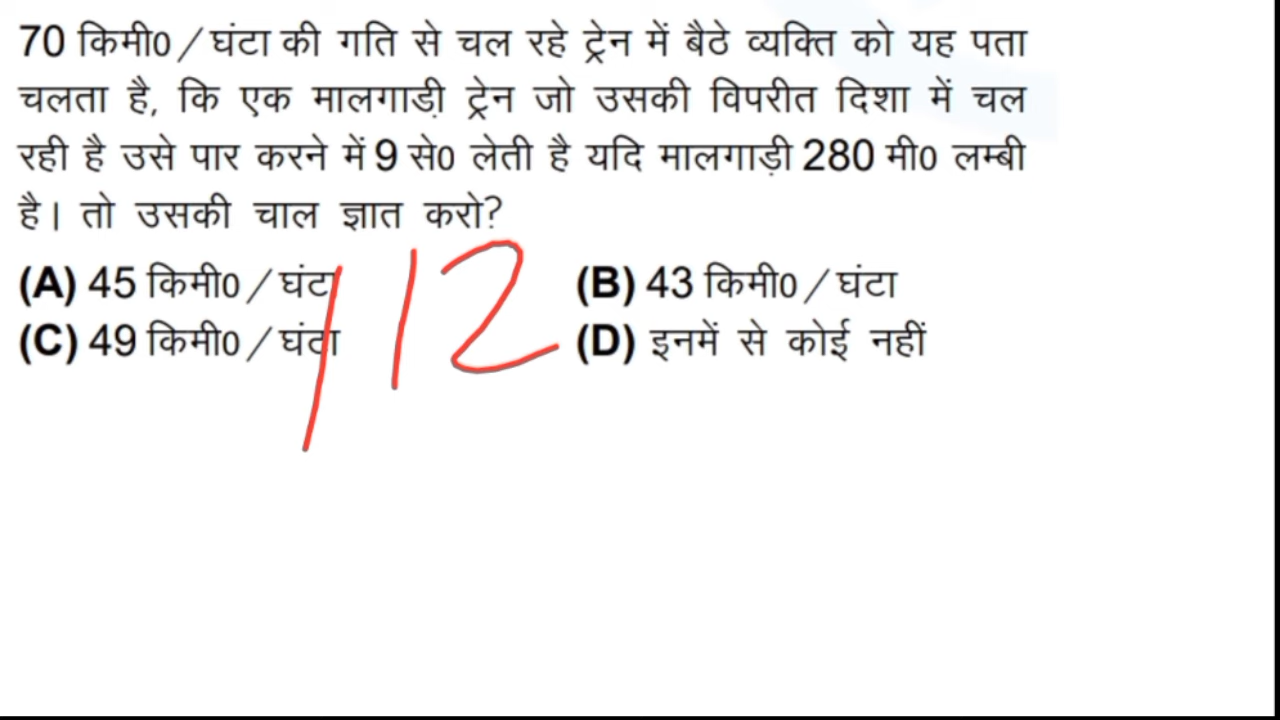 70 किमी0/घंटा की गति से चल रहे ट्रेन में बैठे व्यक्ति को यह पता
चलता है, कि एक मालगाड़ी ट्रेन जो उसकी विपरीत दिशा में चल
रही है उसे पार करने में 9 से0 लेती है यदि मालगाड़ी 280 मी0 लम्बी
है। तो उसकी चाल ज्ञात करो?
(A) 45 किमी0/घंटा (B) 43 किमी0/घंटा
(C) 49 किमी0/घंटा (D) इनमें से कोई नहीं
/12